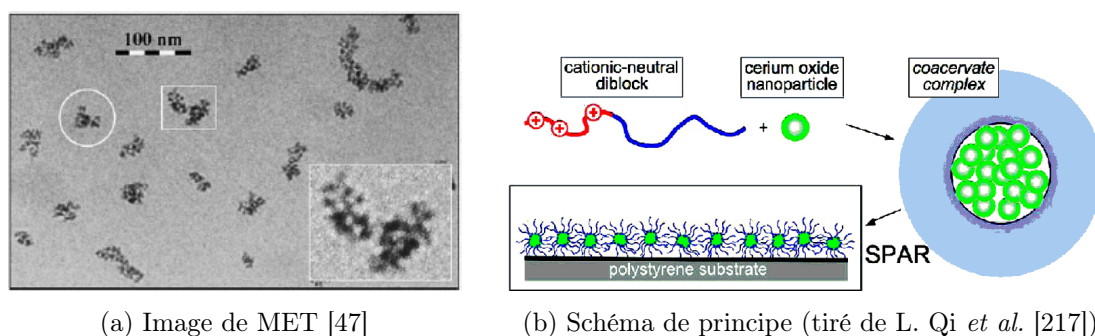 100 nm
cationic-neutral
diblock
+ + +
+
cerium oxide
nanoparticle
coacervate
complex
SPAR
polystyrene substrate
(a) Image de MET [47]
(b) Schéma de principe (tiré de L. Qi et al. [217])